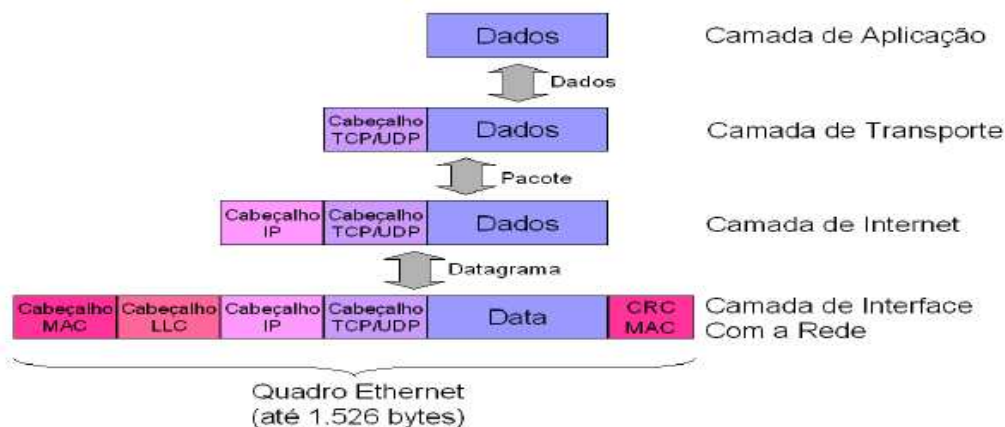 Dados
Camada de Aplicação
Dados
Cabeçalho
TCP/UDP
Dados
Camada de Transporte
Pacote
Cabeçalho
IP
Cabeçalho
TCP/UDP
Dados
Camada de Internet
Datagrama
Cabeçalho
MAC
Cabeçalho
LLC
Cabeçalho
IP
Cabeçalho
TCP/UDP
Data
CRC
MAC
Camada de Interface
Com a Rede
Quadro Ethernet
(até 1.526 bytes)